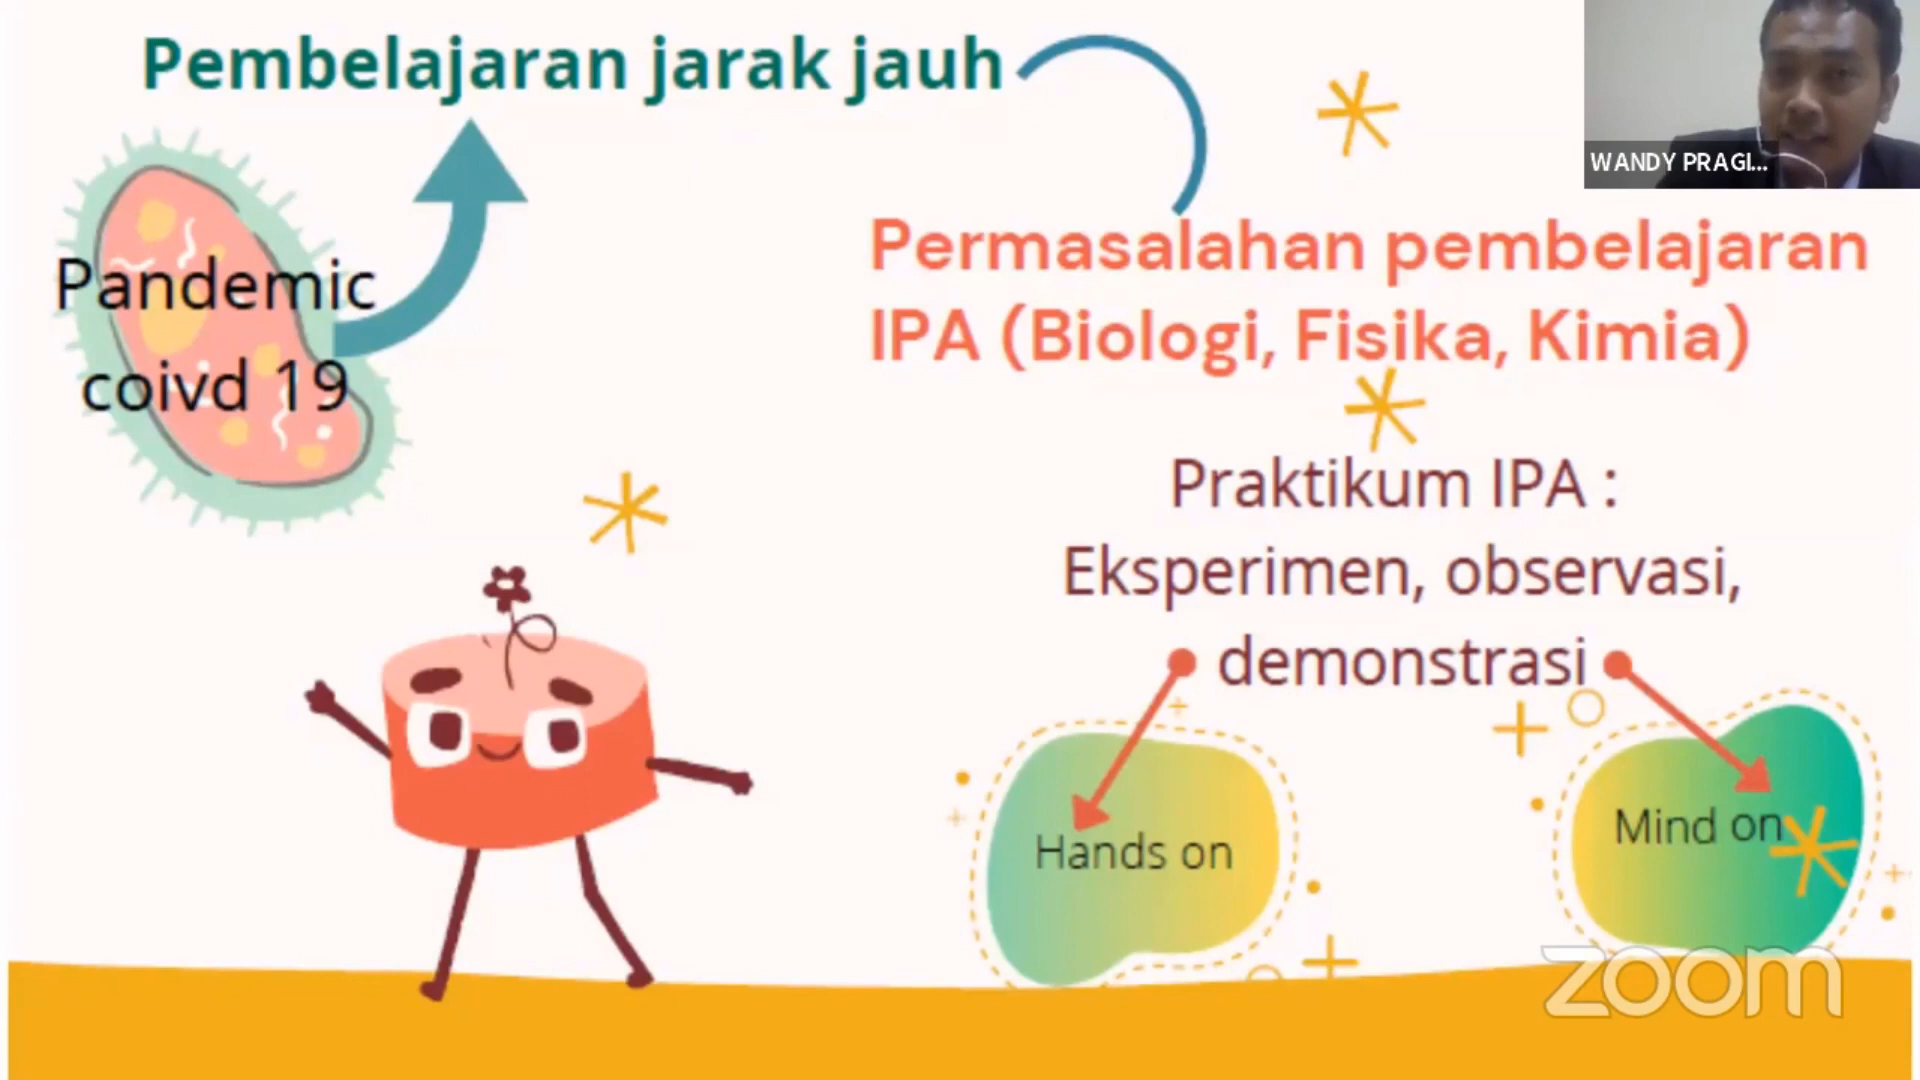 Pembelajaran jarak jauh
WANDY PRAGI...
Pandemic
coivd 19
Permasalahan pembelajaran
IPA (Biologi, Fisika, Kimia)
Praktikum IPA :
Eksperimen, observasi,
demonstrasi
Hands on
Mind on
zoom